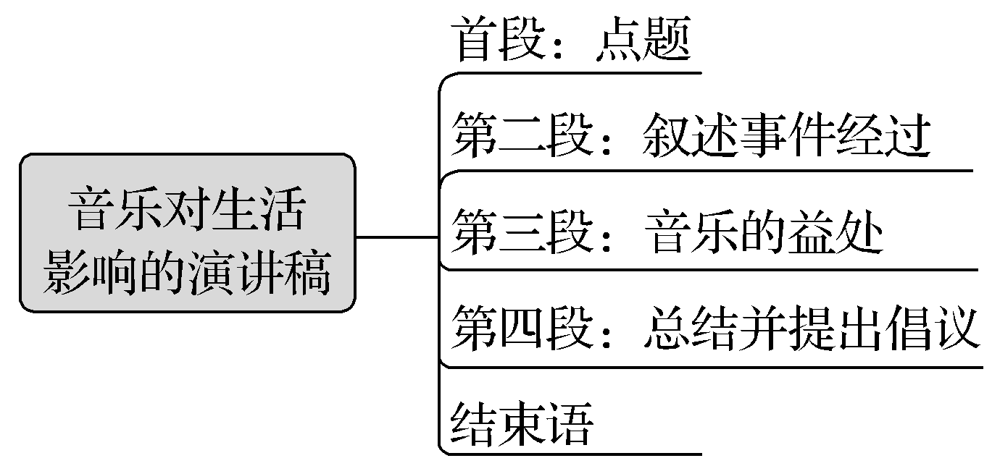 音乐对生活
影响的演讲稿
首段：点题
第二段：叙述事件经过
第三段：音乐的益处
第四段：总结并提出倡议
结束语